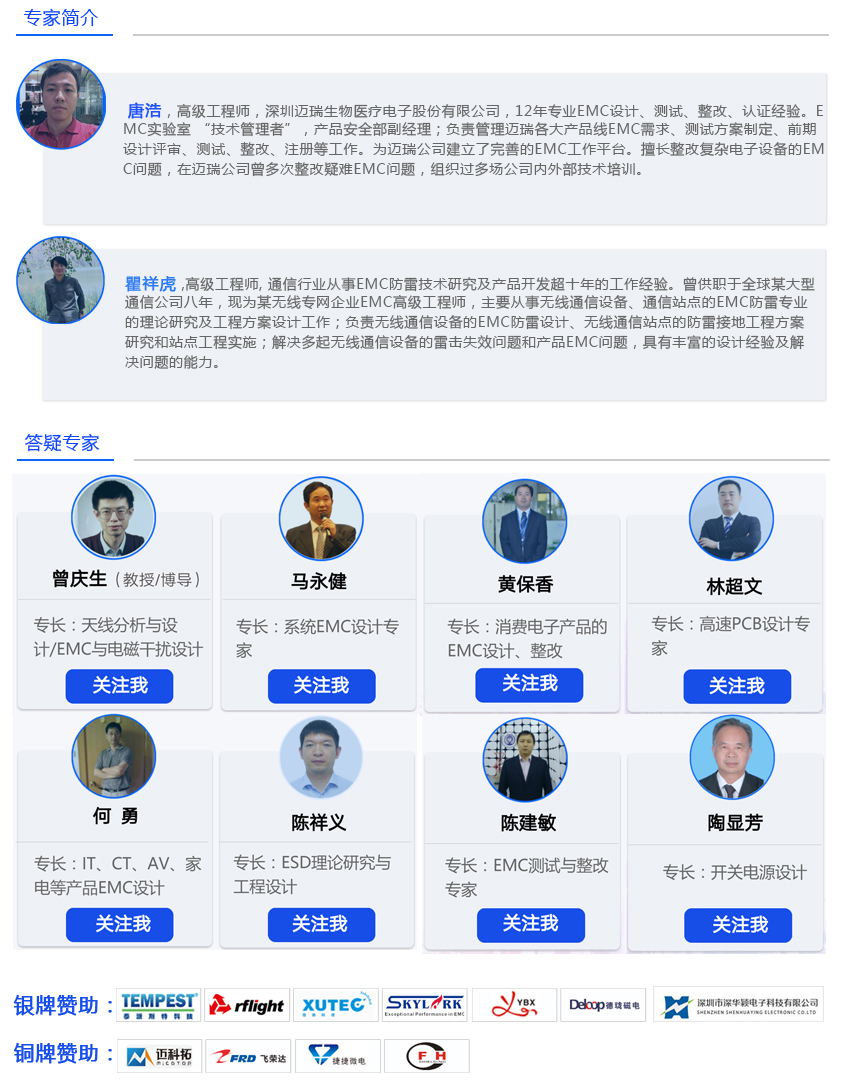 专家简介
唐浩，高级工程师，深圳迈瑞生物医疗电子股份有限公司，12年专业EMC设计、测试、整改、认证经验。E
MC实验室 “技术管理者”，产品安全部副经理；负责管理迈瑞各大产品线EMC需求、测试方案制定、前期
设计评审、测试、整改、注册等工作。为迈瑞公司建立了完善的EMC工作平台。擅长整改复杂电子设备的EM
C问题，在迈瑞公司曾多次整改疑难EMC问题，组织过多场公司内外部技术培训。
瞿祥虎 ,高级工程师, 通信行业从事EMC防雷技术研究及产品开发超十年的工作经验。曾供职于全球某大型
通信公司八年，现为某无线专网企业EMC高级工程师，主要从事无线通信设备、通信站点的EMC防雷专业
的理论研究及工程方案设计工作；负责无线通信设备的EMC防雷设计、无线通信站点的防雷接地工程方案
研究和站点工程实施；解决多起无线通信设备的雷击失效问题和产品EMC问题，具有丰富的设计经验及解
决问题的能力。
答疑专家
曾庆生（教授/博导）
专长：天线分析与设
计/EMC与电磁干扰设计
关注我
马永健
专长：系统EMC设计专
家
关注我
黄保香
专长：消费电子产品的
EMC设计、整改
关注我
林超文
专长：高速PCB设计专
家
关注我
何 勇
专长：IT、CT、AV、家
电等产品EMC设计
关注我
陈祥义
专长：ESD理论研究与
工程设计
关注我
陈建敏
专长：EMC测试与整改
专家
关注我
陶显芳
专长：开关电源设计
关注我
银牌赞助：
TEMPEST
泰派斯特科技
rflight
XUTEC
SKYLARK
Exceptional Performance in EMC
YBX
Deloop德珑磁电
深圳市深华颖电子科技有限公司
SHENZHEN SHENHUAYING ELECTRONIC CO.LTD
铜牌赞助：
迈科拓
FRD 飞荣达
捷捷微电
F H